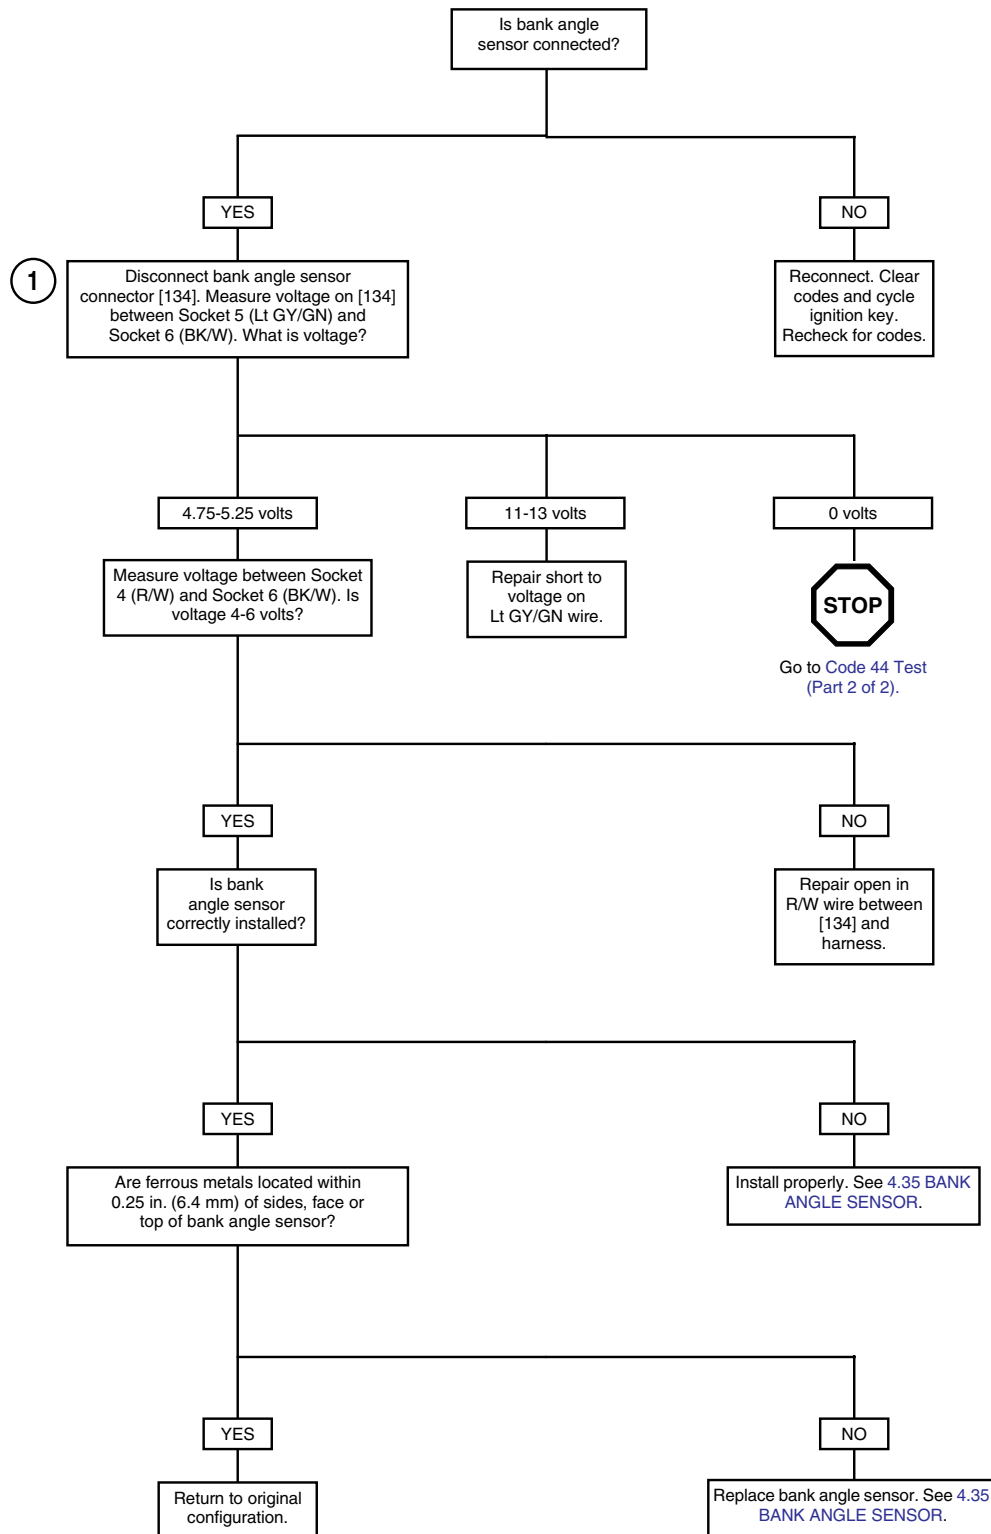 Is bank angle
sensor connected?
YES
NO
1
Disconnect bank angle sensor
connector [134]. Measure voltage on [134]
between Socket 5 (Lt GY/GN) and
Socket 6 (BK/W). What is voltage?
Reconnect. Clear
codes and cycle
ignition key.
Recheck for codes.
4.75-5.25 volts
11-13 volts
0 volts
Measure voltage between Socket
4 (R/W) and Socket 6 (BK/W). Is
voltage 4-6 volts?
Repair short to
voltage on
Lt GY/GN wire.
STOP
Go to Code 44 Test
(Part 2 of 2).
YES
NO
Is bank
angle sensor
correctly installed?
Repair open in
R/W wire between
[134] and
harness.
YES
NO
Are ferrous metals located within
0.25 in. (6.4 mm) of sides, face or
top of bank angle sensor?
Install properly. See 4.35 BANK
ANGLE SENSOR.
YES
NO
Return to original
configuration.
Replace bank angle sensor. See 4.35
BANK ANGLE SENSOR.